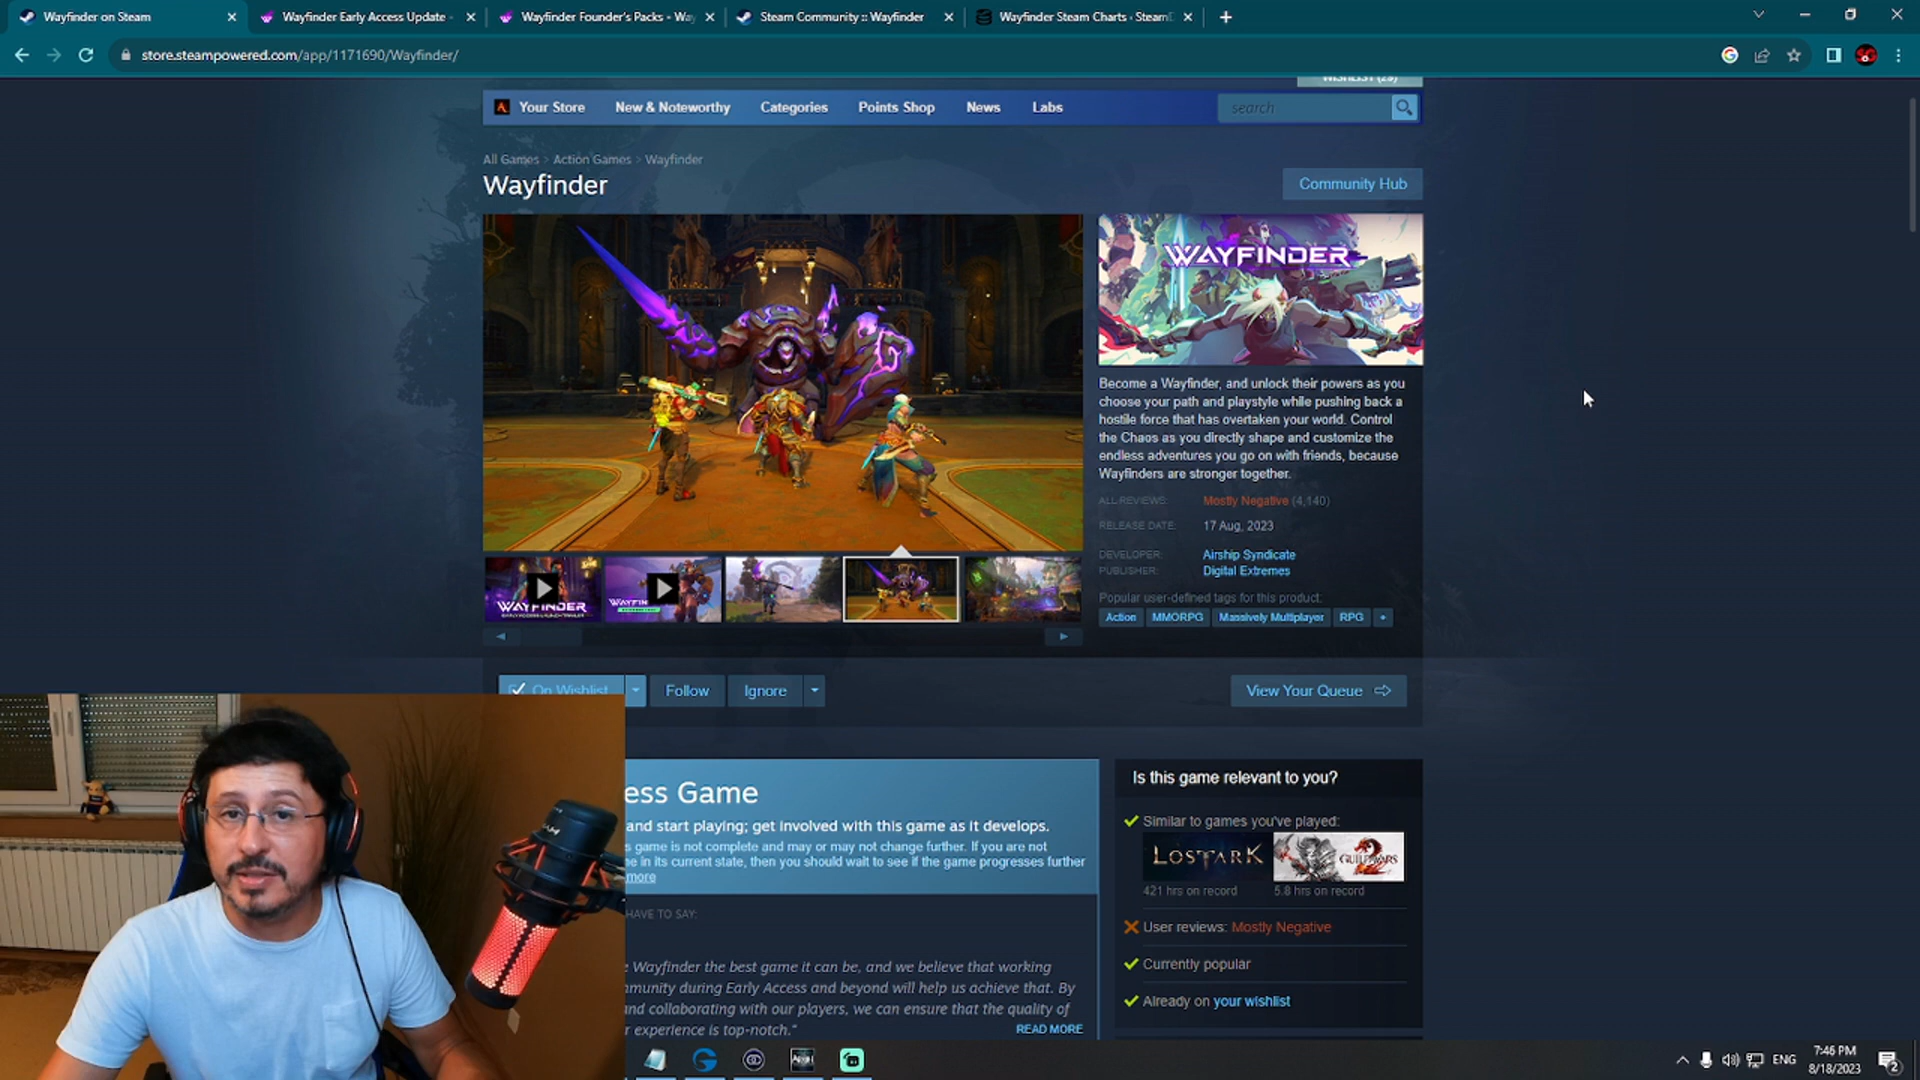 Wayfinder on Steam
Wayfinder Early Access Update -
Wayfinder Founder's Packs - Way
Steam Community :: Wayfinder
Wayfinder Steam Charts · SteamD
store.steampowered.com/app/1171690/Wayfinder/
WISHLIST (29)
Your Store
New & Noteworthy
Categories
Points Shop
News
Labs
search
All Games > Action Games > Wayfinder
Wayfinder
Community Hub
WAYFINDER
Become a Wayfinder, and unlock their powers as you
choose your path and playstyle while pushing back a
hostile force that has overtaken your world. Control
the Chaos as you directly shape and customize the
endless adventures you go on with friends, because
Wayfinders are stronger together.
ALL REVIEWS: Mostly Negative (4,140)
RELEASE DATE: 17 Aug, 2023
DEVELOPER: Airship Syndicate
PUBLISHER: Digital Extremes
Popular user-defined tags for this product:
Action MMORPG Massively Multiplayer RPG +
WAYFINDER
On Wishlist
Follow
Ignore
View Your Queue
ess Game
and start playing; get involved with this game as it develops.
s game is not complete and may or may not change further. If you are not
e in its current state, then you should wait to see if the game progresses further
more
HAVE TO SAY:
e Wayfinder the best game it can be, and we believe that working
mmunity during Early Access and beyond will help us achieve that. By
and collaborating with our players, we can ensure that the quality of
r experience is top-notch."
READ MORE
Is this game relevant to you?
Similar to games you've played:
LOST ARK
GUILD WARS 2
421 hrs on record
5.8 hrs on record
User reviews: Mostly Negative
Currently popular
Already on your wishlist
ENG
7:46 PM
8/18/2023
2